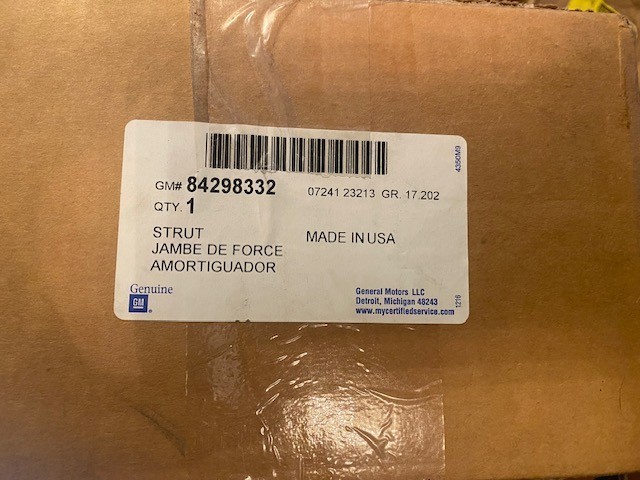 GM# 84298332
07241 23213 GR. 17.202
QTY. 1
STRUT
MADE IN USA
JAMBE DE FORCE
AMORTIGUADOR
Genuine
GM
General Motors LLC
Detroit, Michigan 48243
www.mycertifiedservice.com
4350M9
1216